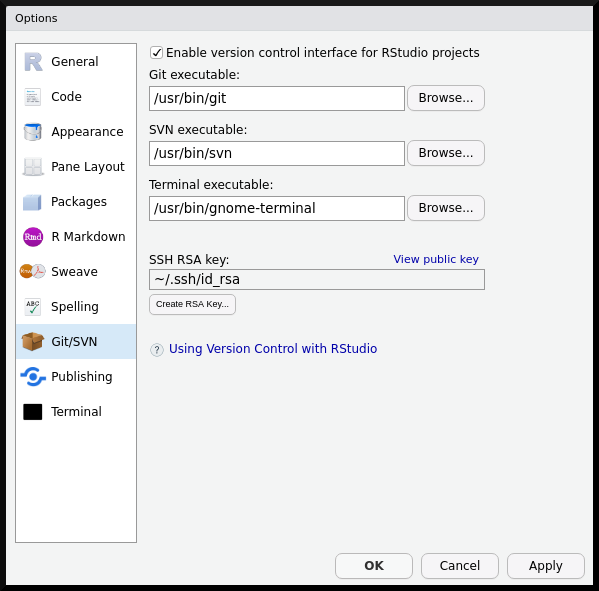 Options
General
Code
Appearance
Pane Layout
Packages
Rmd R Markdown
Sweave
ABC Spelling
Git/SVN
Publishing
Terminal
Enable version control interface for RStudio projects
Git executable:
/usr/bin/git Browse...
SVN executable:
/usr/bin/svn Browse...
Terminal executable:
/usr/bin/gnome-terminal Browse...
SSH RSA key: View public key
~/.ssh/id_rsa
Create RSA Key...
? Using Version Control with RStudio
OK Cancel Apply